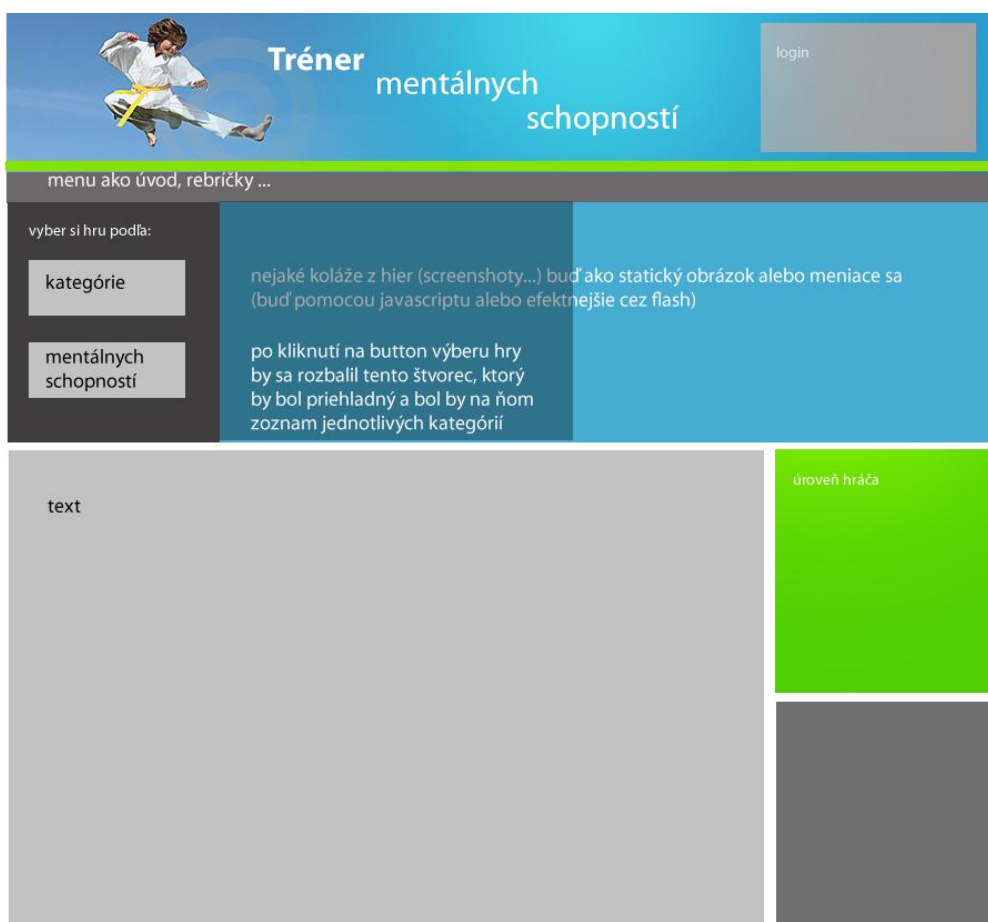 Tréner
mentálnych
schopností
login
menu ako úvod, rebríčky ...
vyber si hru podľa:
kategórie
mentálnych
schopností
nejaké koláže z hier (screenshoty...) buď ako statický obrázok alebo meniace sa
(buď pomocou javascriptu alebo efektnejšie cez flash)
po kliknutí na button výberu hry
by sa rozbalil tento štvorec, ktorý
by bol priehladný a bol by na ňom
zoznam jednotlivých kategórií
text
úroveň hráča